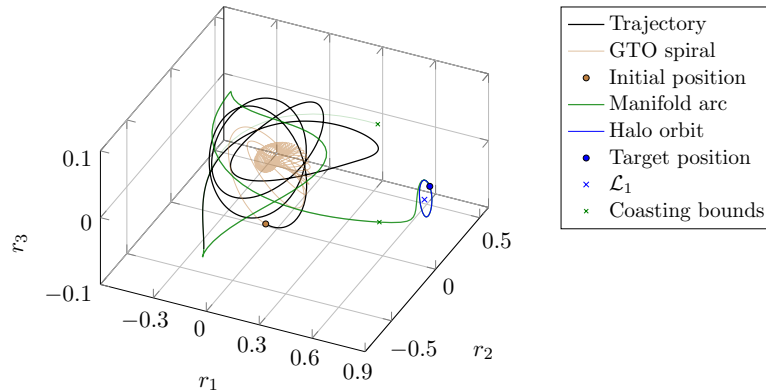 0.1
0
−0.1
r3
−0.3
0
0.3
0.6
0.9
r1
−0.5
0
0.5
r2
Trajectory
GTO spiral
Initial position
Manifold arc
Halo orbit
Target position
ℒ1
Coasting bounds